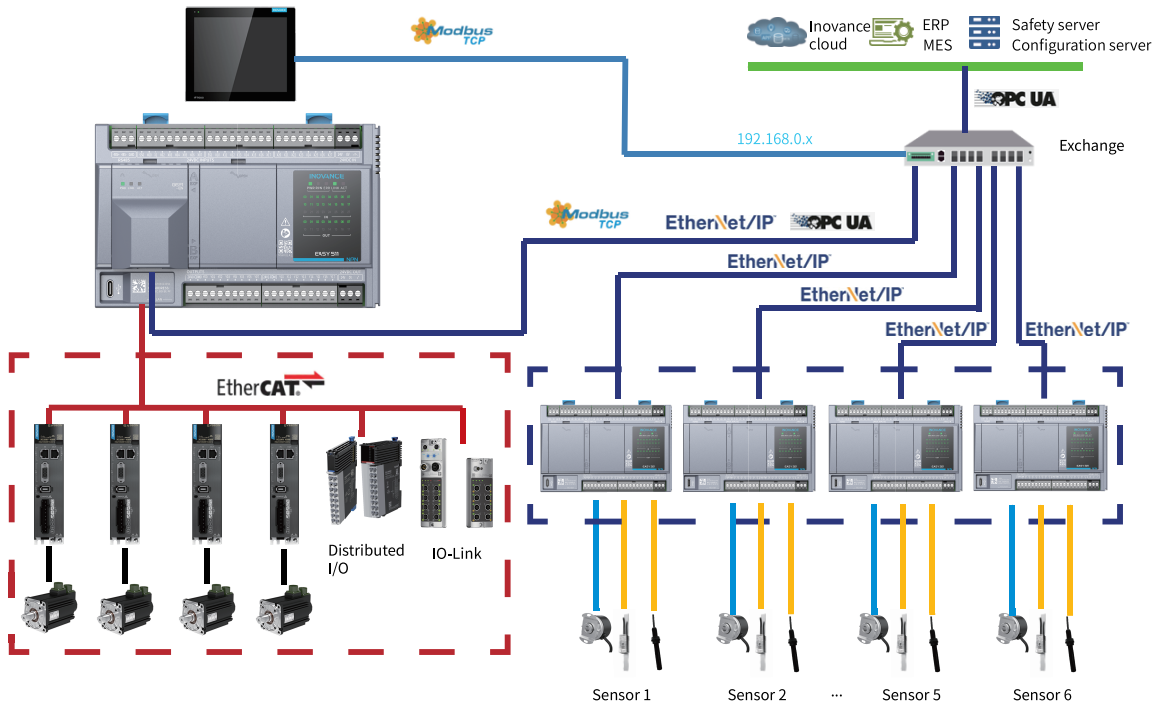 Modbus
TCP
Inovance
cloud
ERP
MES
Safety server
Configuration server
OPC UA
192.168.0.x
Exchange
INOVANCE
Modbus
TCP
EtherNet/IP
OPC UA
EtherNet/IP
EtherNet/IP
EtherNet/IP
EtherNet/IP
EtherCAT
Distributed
I/O
IO-Link
Sensor 1
Sensor 2
...
Sensor 5
Sensor 6